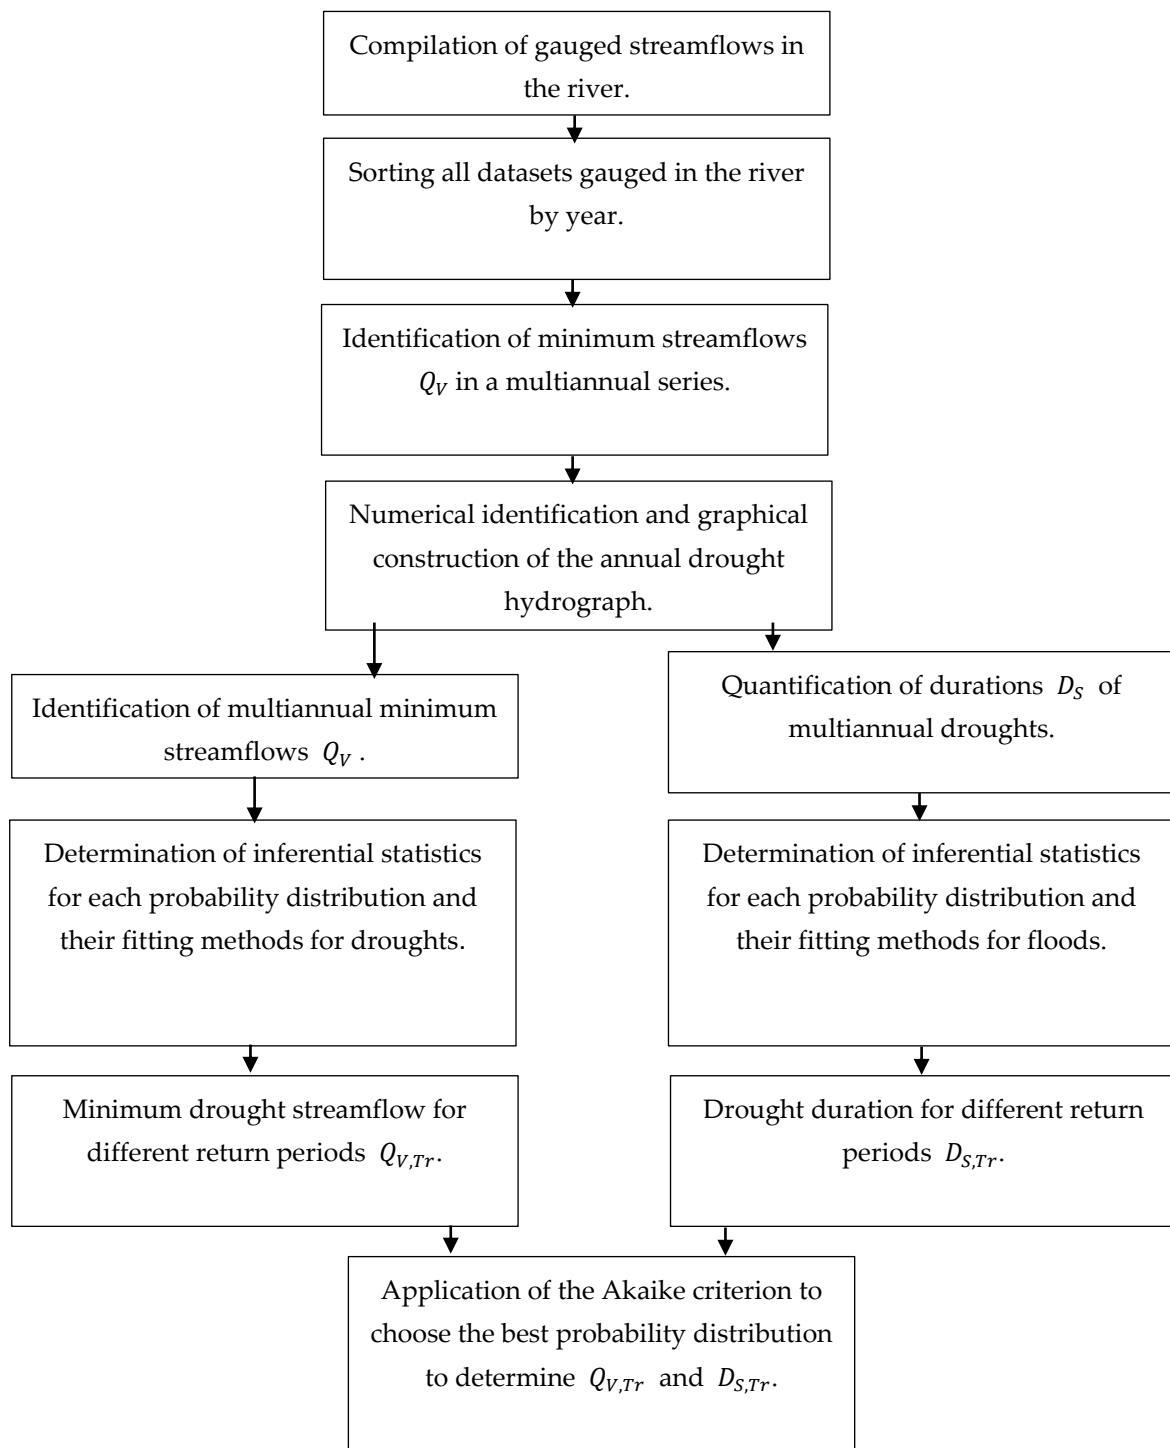 Compilation of gauged streamflows in
the river.
Sorting all datasets gauged in the river
by year.
Identification of minimum streamflows
Q_V in a multiannual series.
Numerical identification and graphical
construction of the annual drought
hydrograph.
Identification of multiannual minimum
streamflows Q_V .
Quantification of durations D_S of
multiannual droughts.
Determination of inferential statistics
for each probability distribution and
their fitting methods for droughts.
Determination of inferential statistics
for each probability distribution and
their fitting methods for floods.
Minimum drought streamflow for
different return periods Q_{V,Tr}.
Drought duration for different return
periods D_{S,Tr}.
Application of the Akaike criterion to
choose the best probability distribution
to determine Q_{V,Tr} and D_{S,Tr}.